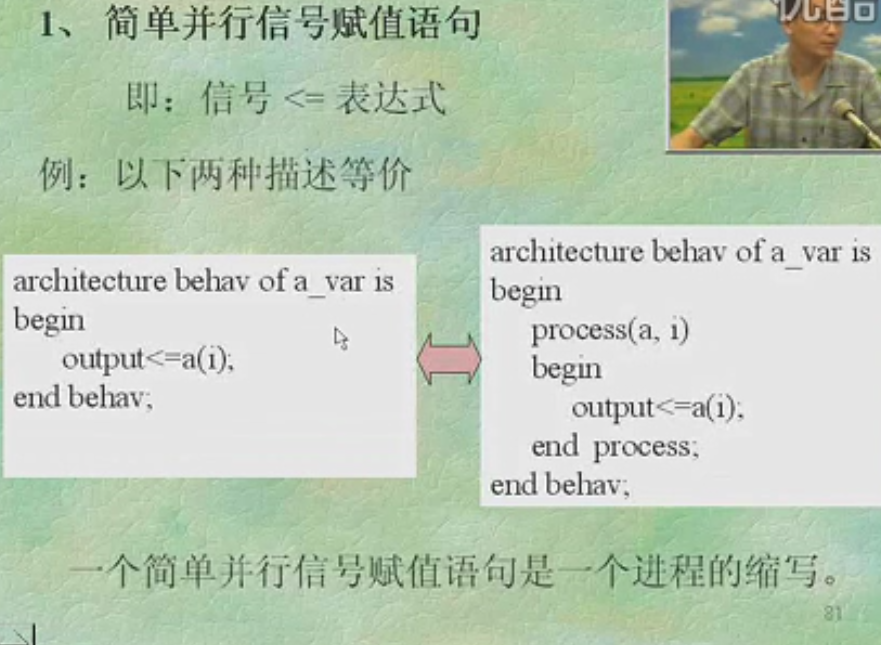 1、 简单并行信号赋值语句
优酷
即：信号 <= 表达式
例：以下两种描述等价
architecture behav of a_var is
begin
output<=a(i);
end behav;
architecture behav of a_var is
begin
process(a, i)
begin
output<=a(i);
end process;
end behav;
一个简单并行信号赋值语句是一个进程的缩写。
81